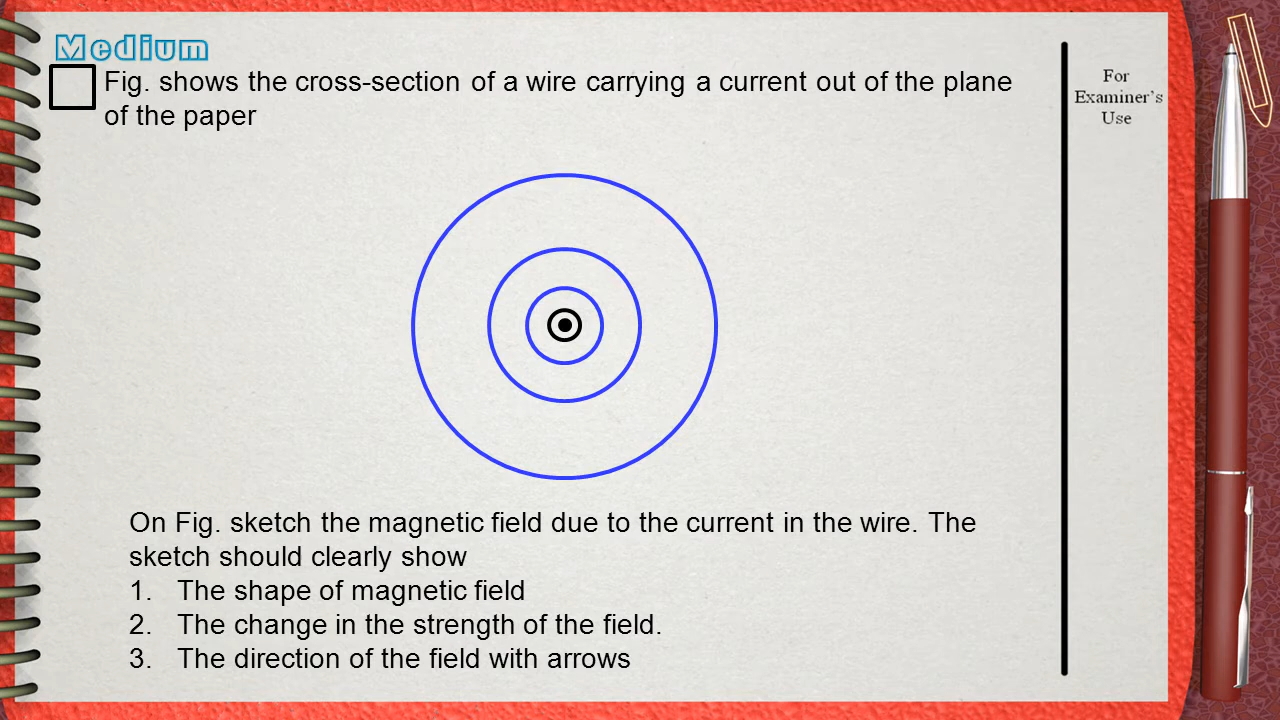 Medium
Fig. shows the cross-section of a wire carrying a current out of the plane
of the paper
For
Examiner's
Use
On Fig. sketch the magnetic field due to the current in the wire. The
sketch should clearly show
1. The shape of magnetic field
2. The change in the strength of the field.
3. The direction of the field with arrows